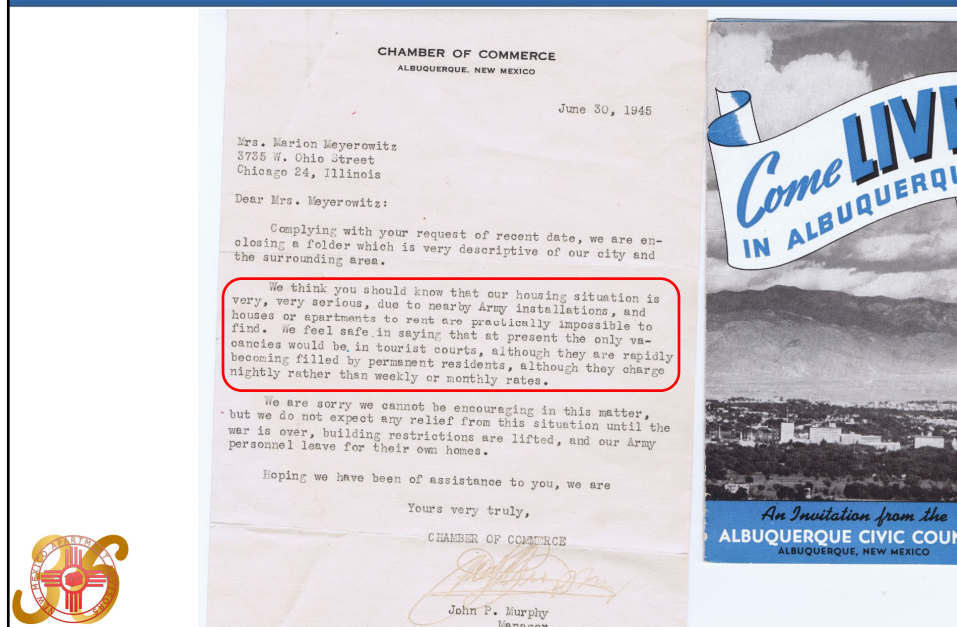 CHAMBER OF COMMERCE
ALBUQUERQUE, NEW MEXICO
June 30, 1945
Mrs. Marion Meyerowitz
3735 W. Ohio Street
Chicago 24, Illinois
Dear Mrs. Meyerowitz:
Complying with your request of recent date, we are en-
closing a folder which is very descriptive of our city and
the surrounding area.
We think you should know that our housing situation is
very, very serious, due to nearby Army installations, and
houses or apartments to rent are practically impossible to
find. We feel safe in saying that at present the only va-
cancies would be in tourist courts, although they are rapidly
becoming filled by permanent residents, although they charge
nightly rather than weekly or monthly rates.
We are sorry we cannot be encouraging in this matter,
but we do not expect any relief from this situation until the
war is over, building restrictions are lifted, and our Army
personnel leave for their own homes.
Hoping we have been of assistance to you, we are
Yours very truly,
CHAMBER OF COMMERCE
John P. Murphy
Manager
Come LIVE
IN ALBUQUERQU
An Invitation from the
ALBUQUERQUE CIVIC COUN
ALBUQUERQUE, NEW MEXICO
NEW MEXICO APARTMENT ADVISORS